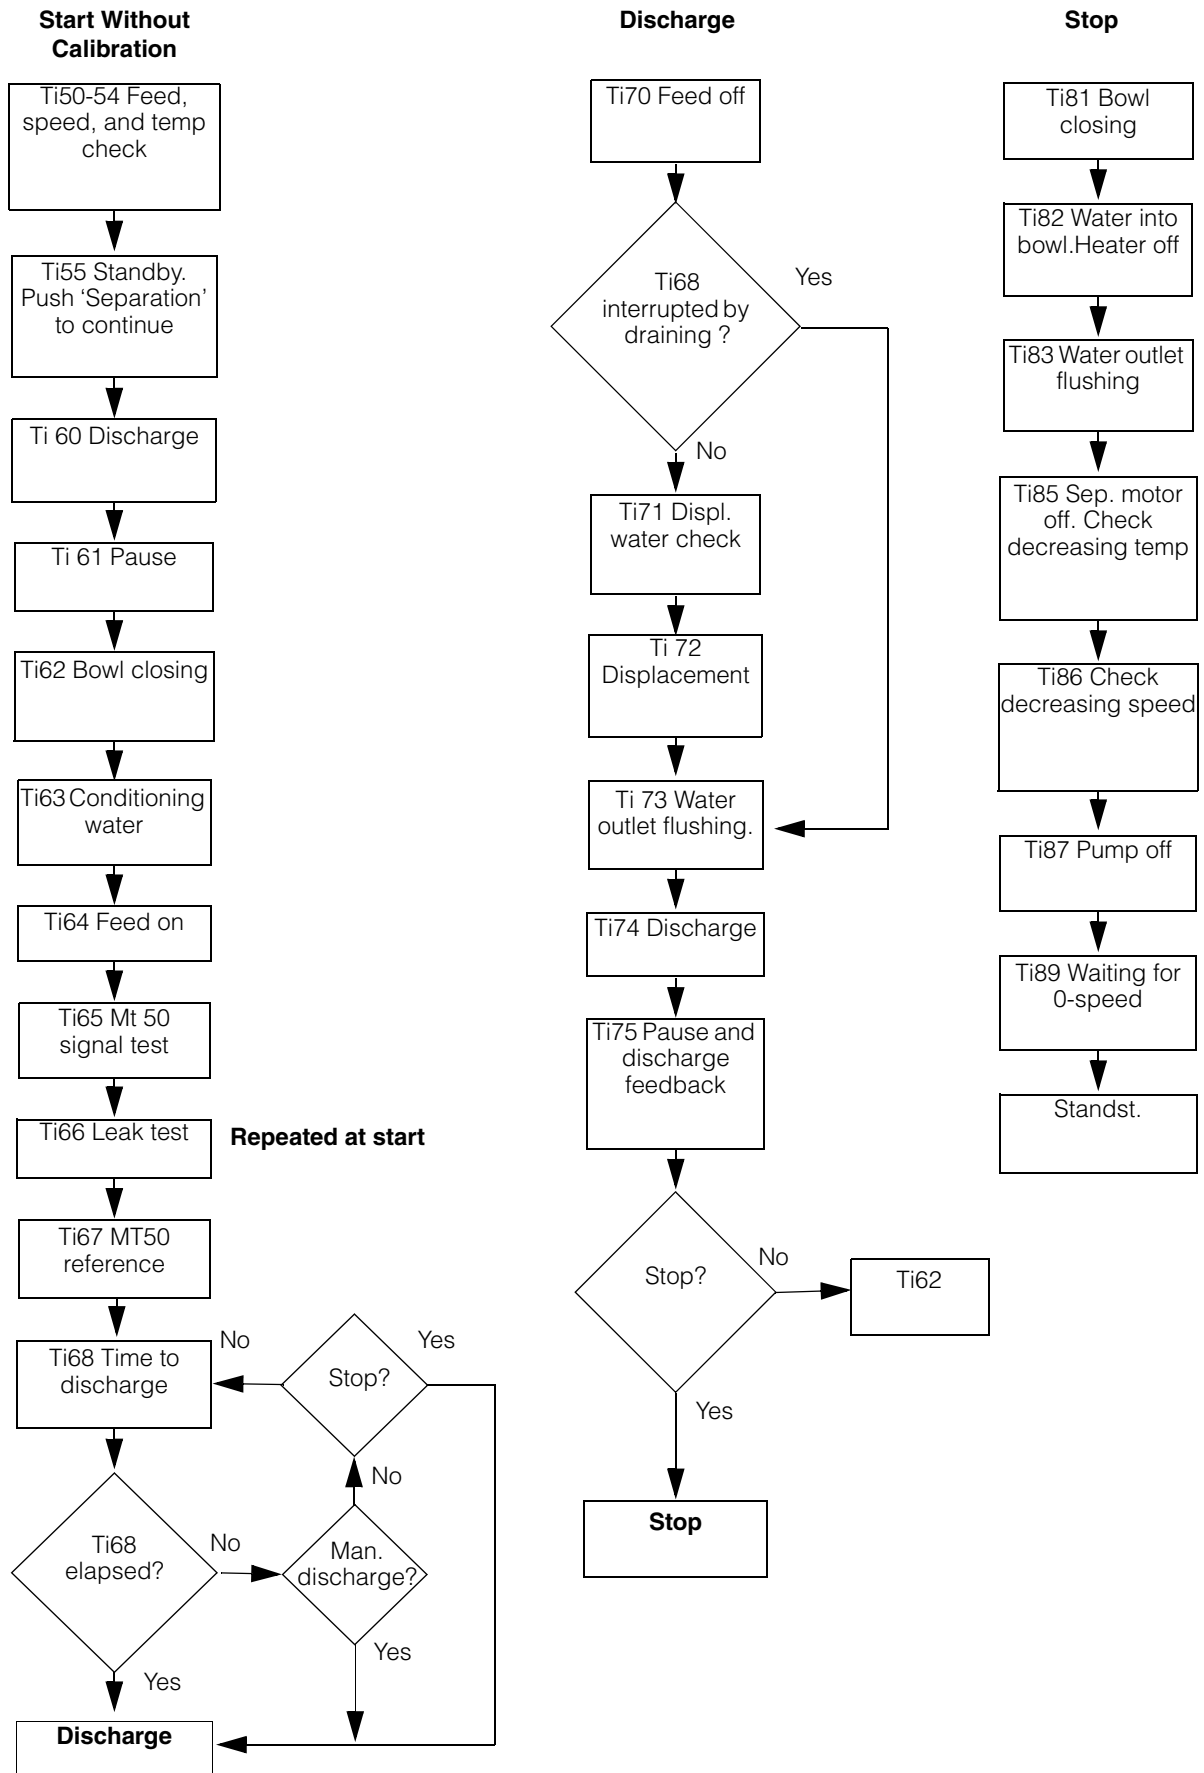 Start Without
Calibration
Ti50-54 Feed,
speed, and temp
check
Ti55 Standby.
Push ‘Separation’
to continue
Ti 60 Discharge
Ti 61 Pause
Ti62 Bowl closing
Ti63 Conditioning
water
Ti64 Feed on
Ti65 Mt 50
signal test
Ti66 Leak test
Repeated at start
Ti67 MT50
reference
Ti68 Time to
discharge
No
Stop?
Yes
No
Ti68
elapsed?
No
Man.
discharge?
Yes
Yes
Discharge
Discharge
Ti70 Feed off
Ti68
interrupted by
draining ?
Yes
No
Ti71 Displ.
water check
Ti 72
Displacement
Ti 73 Water
outlet flushing.
Ti74 Discharge
Ti75 Pause and
discharge
feedback
Stop?
No
Ti62
Yes
Stop
Stop
Ti81 Bowl
closing
Ti82 Water into
bowl.Heater off
Ti83 Water outlet
flushing
Ti85 Sep. motor
off. Check
decreasing temp
Ti86 Check
decreasing speed
Ti87 Pump off
Ti89 Waiting for
0-speed
Standst.